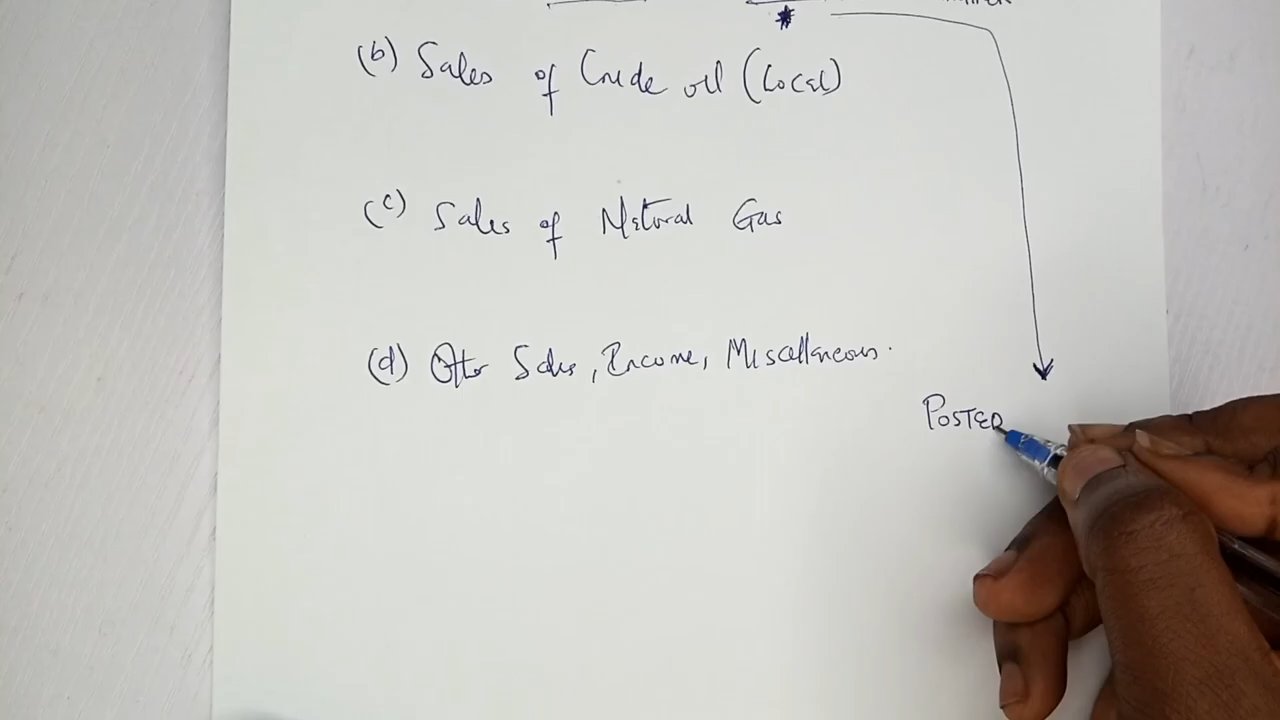 (b) Sales of Crude oil (Local)
(c) Sales of Natural Gas
(d) Other Sales, Income, Miscellaneous.
POSTED